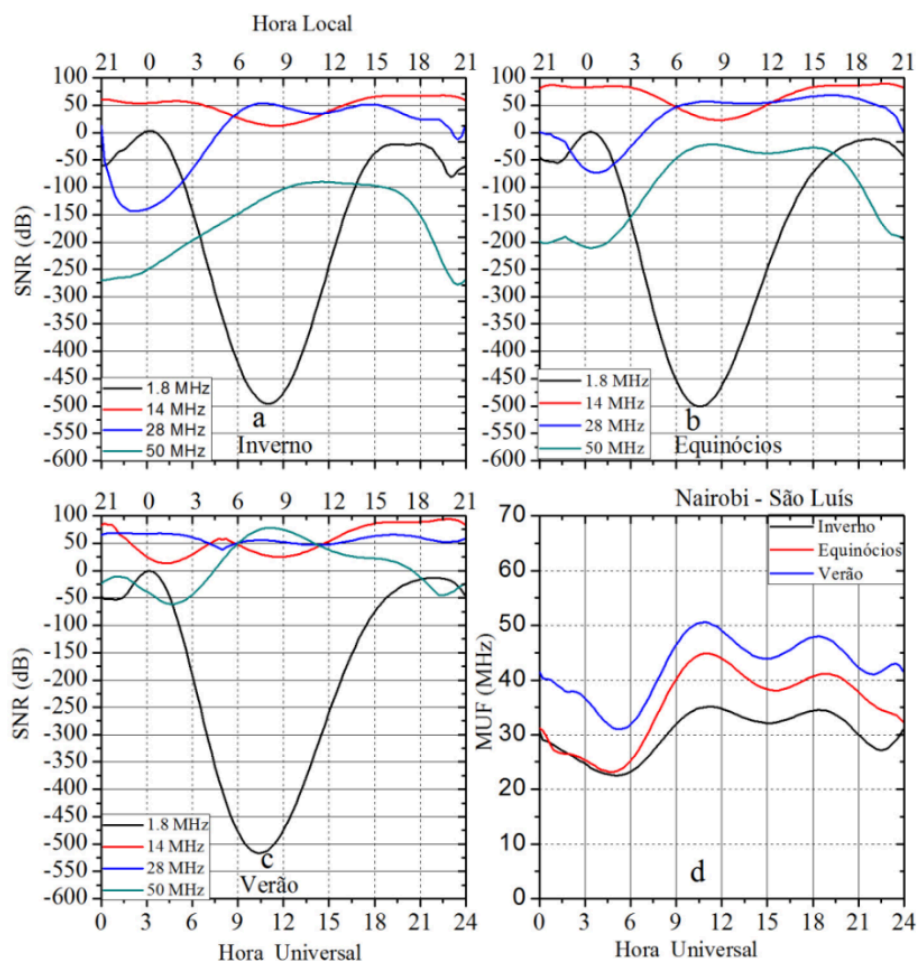 Hora Local
21 0 3 6 9 12 15 18 21
21 0 3 6 9 12 15 18 21
SNR (dB)
100
50
0
-50
-100
-150
-200
-250
-300
-350
-400
-450
-500
-550
-600
1.8 MHz
14 MHz
28 MHz
50 MHz
a
Inverno
100
50
0
-50
-100
-150
-200
-250
-300
-350
-400
-450
-500
-550
-600
1.8 MHz
14 MHz
28 MHz
50 MHz
b
Equinócios
21 0 3 6 9 12 15 18 21
SNR (dB)
100
50
0
-50
-100
-150
-200
-250
-300
-350
-400
-450
-500
-550
-600
1.8 MHz
14 MHz
28 MHz
50 MHz
c
Verão
0 3 6 9 12 15 18 21 24
Hora Universal
Nairobi - São Luís
MUF (MHz)
70
60
50
40
30
20
10
0
Inverno
Equinócios
Verão
d
0 3 6 9 12 15 18 21 24
Hora Universal